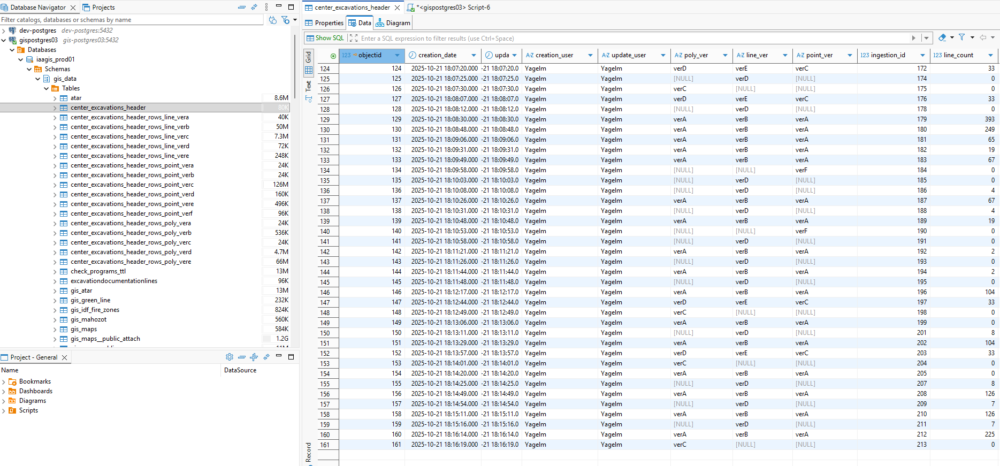 Database Navigator
Projects
Filter catalogs, databases or schemas by name
dev-postgres dev-postgres:5432
gispostgres03 gis-postgres03:5432
Databases
iaagis_prod01
Schemas
gis_data
Tables
atar 8.6M
center_excavations_header 80K
center_excavations_header_rows_line_vera 40K
center_excavations_header_rows_line_verb 50M
center_excavations_header_rows_line_verc 7.3M
center_excavations_header_rows_line_verd 72K
center_excavations_header_rows_line_vere 248K
center_excavations_header_rows_point_vera 24K
center_excavations_header_rows_point_verb 24K
center_excavations_header_rows_point_verc 126M
center_excavations_header_rows_point_verd 160K
center_excavations_header_rows_point_vere 496K
center_excavations_header_rows_point_verf 96K
center_excavations_header_rows_poly_vera 24K
center_excavations_header_rows_poly_verb 536K
center_excavations_header_rows_poly_verc 24K
center_excavations_header_rows_poly_verd 4.7M
center_excavations_header_rows_poly_vere 66M
check_programs_ttl 13M
excavationdocumentationlines 96K
gis_atar 13M
gis_green_line 232K
gis_idf_fire_zones 824K
gis_mahozot 560K
gis_maps 584K
gis_maps__public_attach 1.2G
Project - General
Name DataSource
Bookmarks
Dashboards
Diagrams
Scripts
center_excavations_header
*<gispostgres03> Script-6
Properties Data Diagram
Show SQL Enter a SQL expression to filter results (use Ctrl+Space)
Grid
Text
Record
123 objectid creation_date upda A-Z creation_user A-Z update_user A-Z poly_ver A-Z line_ver A-Z point_ver 123 ingestion_id 123 line_count
124 124 2025-10-21 18:07:20.000 -21 18:07:20.0 Yagelm Yagelm verD verE verC 172 33
125 125 2025-10-21 18:07:25.000 -21 18:07:25.0 Yagelm Yagelm [NULL] verD [NULL] 174 0
126 126 2025-10-21 18:07:30.000 -21 18:07:30.0 Yagelm Yagelm verC [NULL] [NULL] 175 0
127 127 2025-10-21 18:08:07.000 -21 18:08:07.0 Yagelm Yagelm verD verE verC 176 33
128 128 2025-10-21 18:08:12.000 -21 18:08:12.0 Yagelm Yagelm [NULL] verD [NULL] 178 0
129 129 2025-10-21 18:08:30.000 -21 18:08:30.0 Yagelm Yagelm verA verB verA 179 393
130 130 2025-10-21 18:08:48.000 -21 18:08:48.0 Yagelm Yagelm verA verB verA 180 249
131 131 2025-10-21 18:09:06.000 -21 18:09:06.0 Yagelm Yagelm verA verB verA 181 65
132 132 2025-10-21 18:09:31.000 -21 18:09:31.0 Yagelm Yagelm verA verB verA 182 19
133 133 2025-10-21 18:09:49.000 -21 18:09:49.0 Yagelm Yagelm verA verB verA 183 67
134 134 2025-10-21 18:09:58.000 -21 18:09:58.0 Yagelm Yagelm [NULL] [NULL] verF 184 0
135 135 2025-10-21 18:10:03.000 -21 18:10:03.0 Yagelm Yagelm [NULL] verD [NULL] 185 0
136 136 2025-10-21 18:10:08.000 -21 18:10:08.0 Yagelm Yagelm [NULL] verD [NULL] 186 4
137 137 2025-10-21 18:10:26.000 -21 18:10:26.0 Yagelm Yagelm verA verB verA 187 67
138 138 2025-10-21 18:10:31.000 -21 18:10:31.0 Yagelm Yagelm [NULL] verD [NULL] 188 4
139 139 2025-10-21 18:10:48.000 -21 18:10:48.0 Yagelm Yagelm verA verB verA 189 19
140 140 2025-10-21 18:10:53.000 -21 18:10:53.0 Yagelm Yagelm [NULL] [NULL] verF 190 0
141 141 2025-10-21 18:10:58.000 -21 18:10:58.0 Yagelm Yagelm [NULL] verD [NULL] 191 0
142 142 2025-10-21 18:11:21.000 -21 18:11:21.0 Yagelm Yagelm verA verB verA 192 2
143 143 2025-10-21 18:11:26.000 -21 18:11:26.0 Yagelm Yagelm [NULL] verD [NULL] 193 0
144 144 2025-10-21 18:11:44.000 -21 18:11:44.0 Yagelm Yagelm verA verB verA 194 2
145 145 2025-10-21 18:11:48.000 -21 18:11:48.0 Yagelm Yagelm [NULL] verD [NULL] 195 0
146 146 2025-10-21 18:12:17.000 -21 18:12:17.0 Yagelm Yagelm verA verB verA 196 104
147 147 2025-10-21 18:12:44.000 -21 18:12:44.0 Yagelm Yagelm verD verE verC 197 33
148 148 2025-10-21 18:12:49.000 -21 18:12:49.0 Yagelm Yagelm verC [NULL] [NULL] 198 0
149 149 2025-10-21 18:13:06.000 -21 18:13:06.0 Yagelm Yagelm verA verB verA 199 0
150 150 2025-10-21 18:13:11.000 -21 18:13:11.0 Yagelm Yagelm [NULL] verD [NULL] 201 8
151 151 2025-10-21 18:13:29.000 -21 18:13:29.0 Yagelm Yagelm verA verB verA 202 104
152 152 2025-10-21 18:13:57.000 -21 18:13:57.0 Yagelm Yagelm verD verE verC 203 33
153 153 2025-10-21 18:14:01.000 -21 18:14:01.0 Yagelm Yagelm verC [NULL] [NULL] 204 0
154 154 2025-10-21 18:14:20.000 -21 18:14:20.0 Yagelm Yagelm verA verB verA 205 0
155 155 2025-10-21 18:14:25.000 -21 18:14:25.0 Yagelm Yagelm [NULL] verD [NULL] 207 8
156 156 2025-10-21 18:14:49.000 -21 18:14:49.0 Yagelm Yagelm verA verB verA 208 126
157 157 2025-10-21 18:14:54.000 -21 18:14:54.0 Yagelm Yagelm [NULL] verD [NULL] 209 7
158 158 2025-10-21 18:15:11.000 -21 18:15:11.0 Yagelm Yagelm verA verB verA 210 126
159 159 2025-10-21 18:15:16.000 -21 18:15:16.0 Yagelm Yagelm [NULL] verD [NULL] 211 7
160 160 2025-10-21 18:16:14.000 -21 18:16:14.0 Yagelm Yagelm verA verB verA 212 225
161 161 2025-10-21 18:16:19.000 -21 18:16:19.0 Yagelm Yagelm verC [NULL] [NULL] 213 0